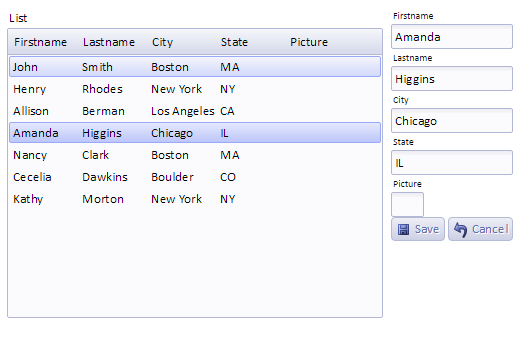 List
Firstname Lastname City State Picture
John Smith Boston MA
Henry Rhodes New York NY
Allison Berman Los Angeles CA
Amanda Higgins Chicago IL
Nancy Clark Boston MA
Cecelia Dawkins Boulder CO
Kathy Morton New York NY
Firstname
Amanda
Lastname
Higgins
City
Chicago
State
IL
Picture
Save Cancel